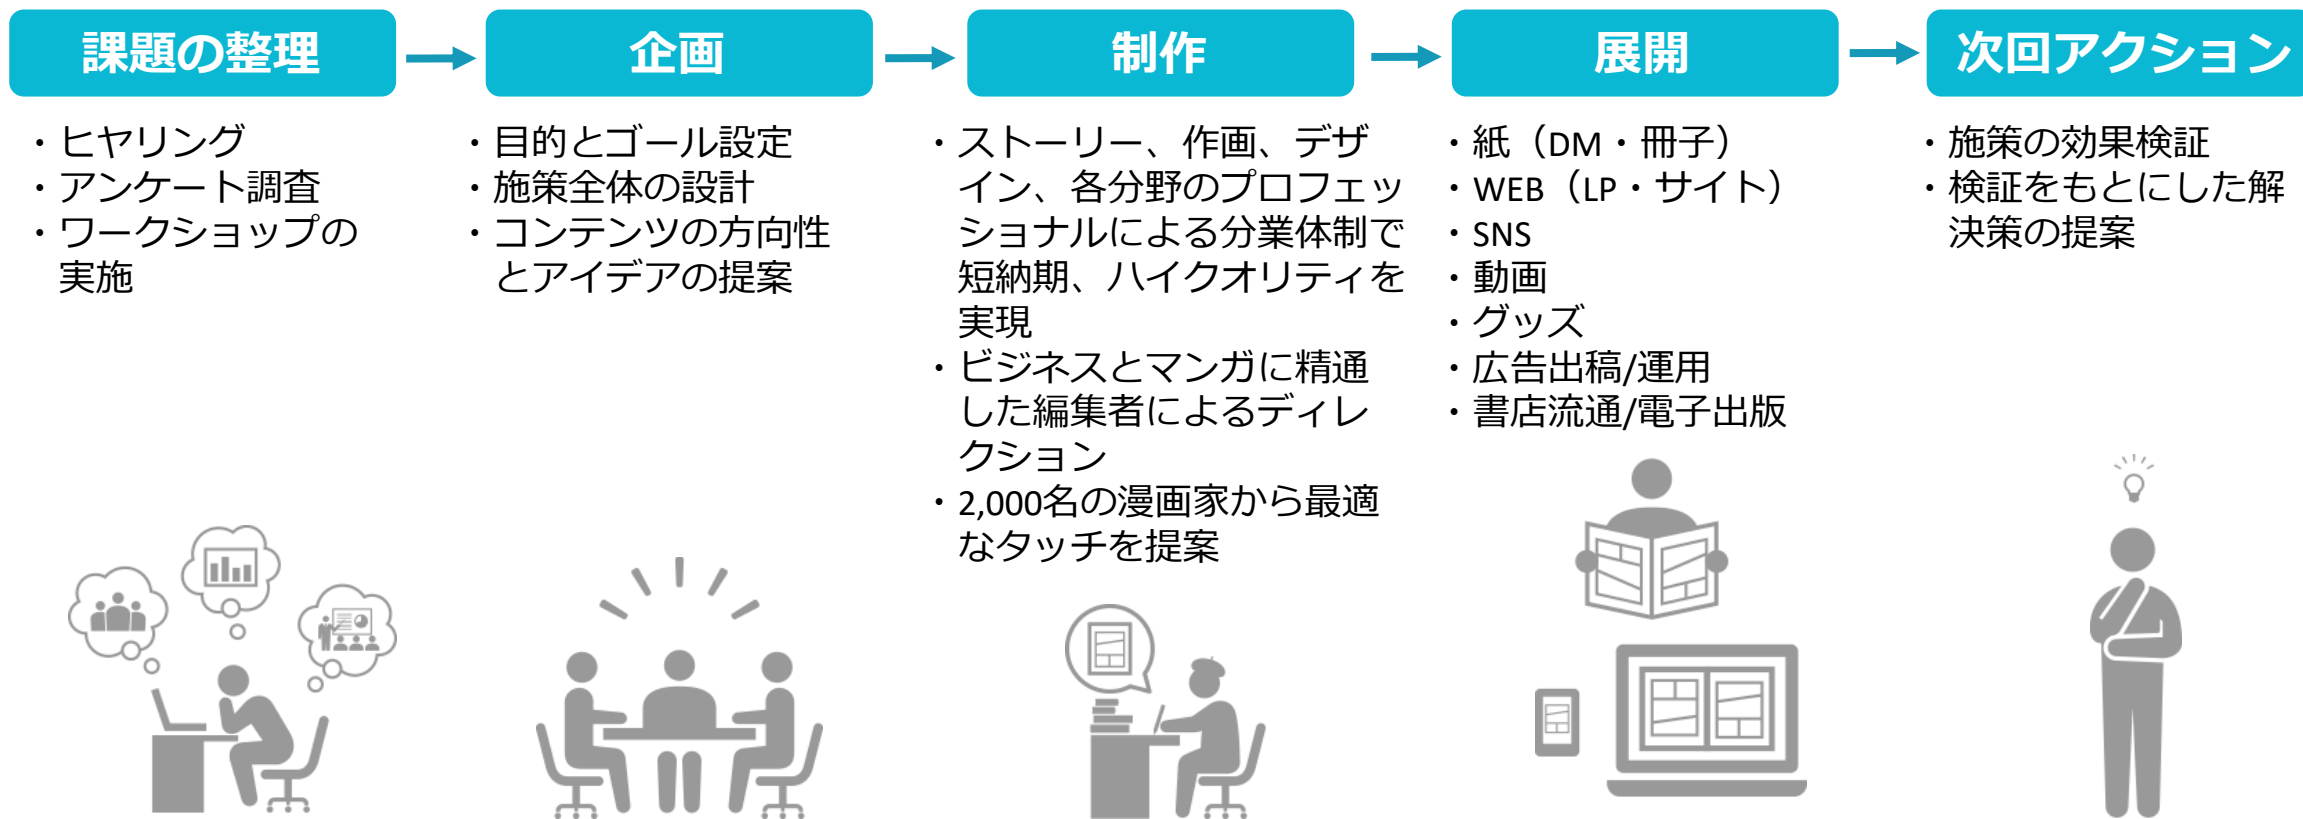 課題の整理
企画
制作
展開
次回アクション
・ヒヤリング
・アンケート調査
・ワークショップの
実施
・目的とゴール設定
・施策全体の設計
・コンテンツの方向性
とアイデアの提案
・ストーリー、作画、デザ
イン、各分野のプロフェッ
ショナルによる分業体制で
短納期、ハイクオリティを
実現
・ビジネスとマンガに精通
した編集者によるディレ
クション
・2,000名の漫画家から最適
なタッチを提案
・紙（DM・冊子）
・WEB（LP・サイト）
・SNS
・動画
・グッズ
・広告出稿/運用
・書店流通/電子出版
・施策の効果検証
・検証をもとにした解
決策の提案